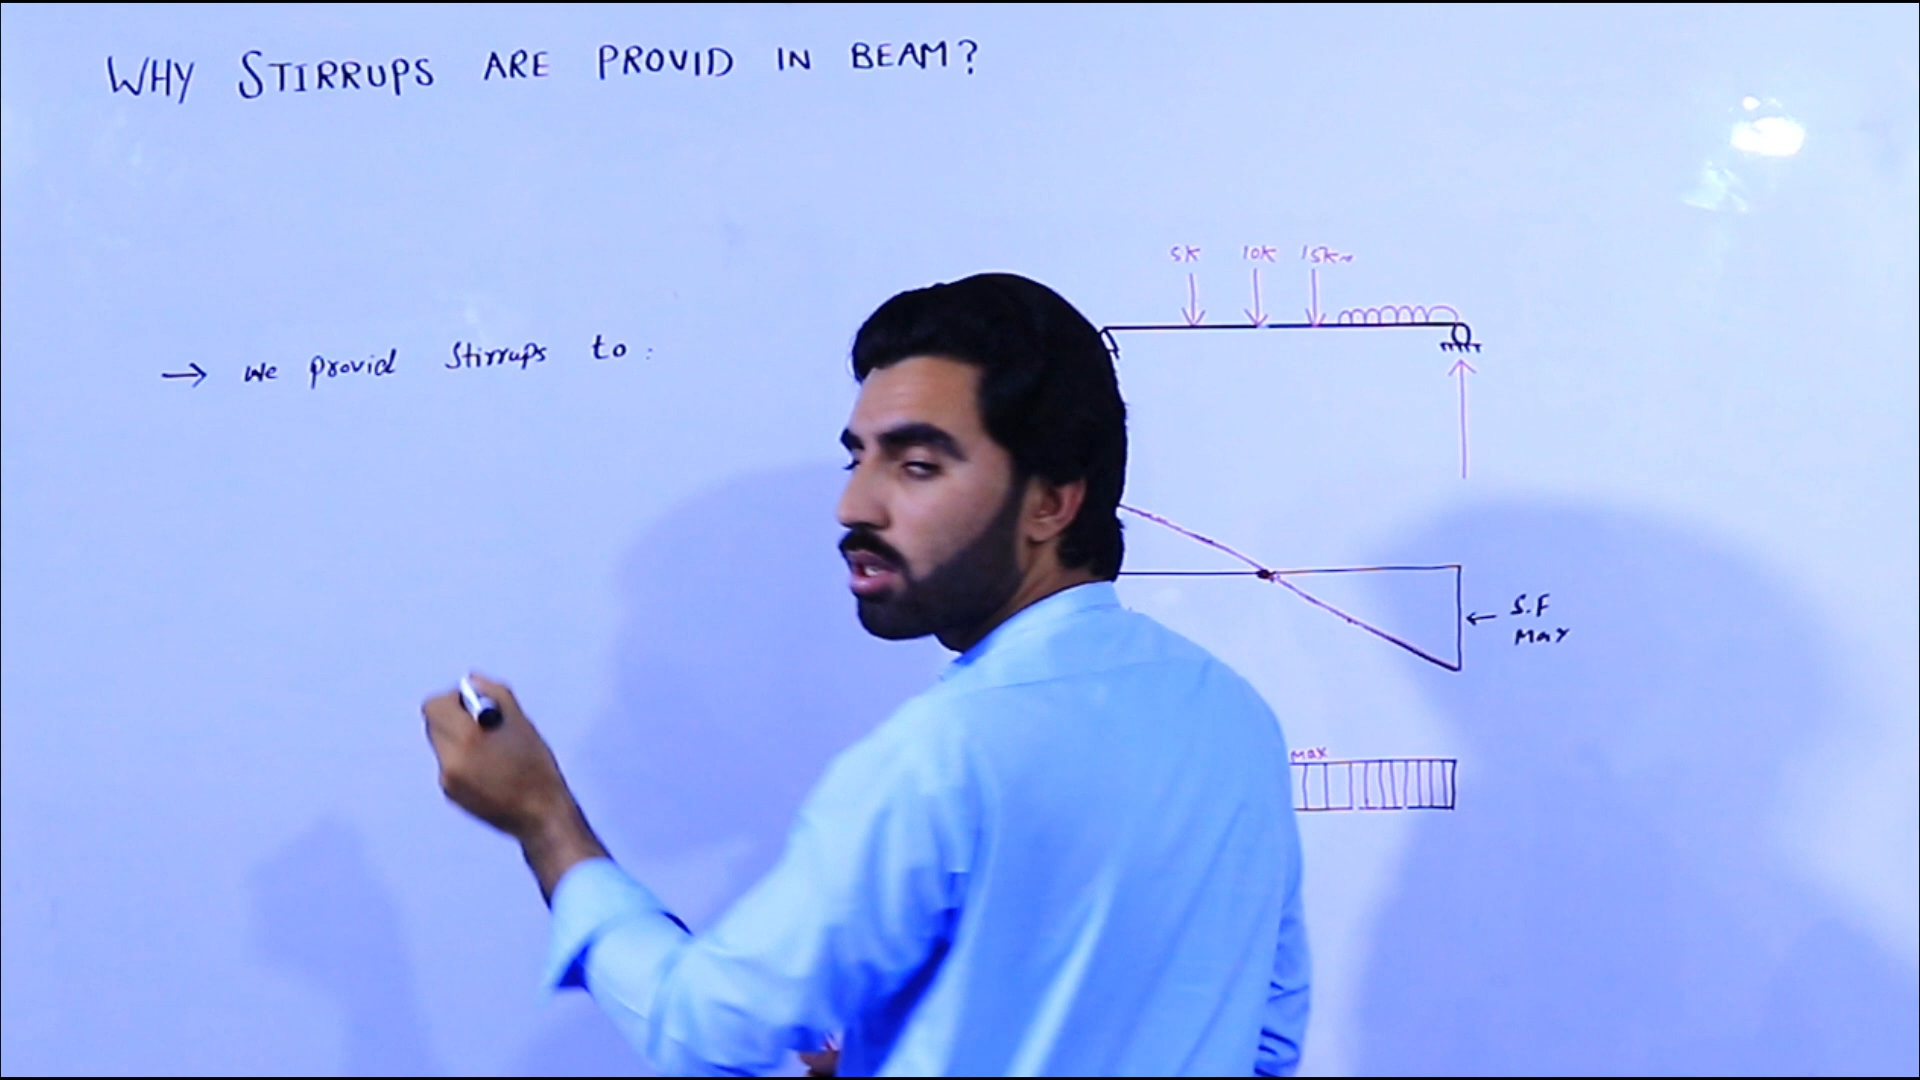 WHY STIRRUPS ARE PROVID IN BEAM?
5K 10K 15K
→ We Provid Stirrups to :
← S.F
Max
Max